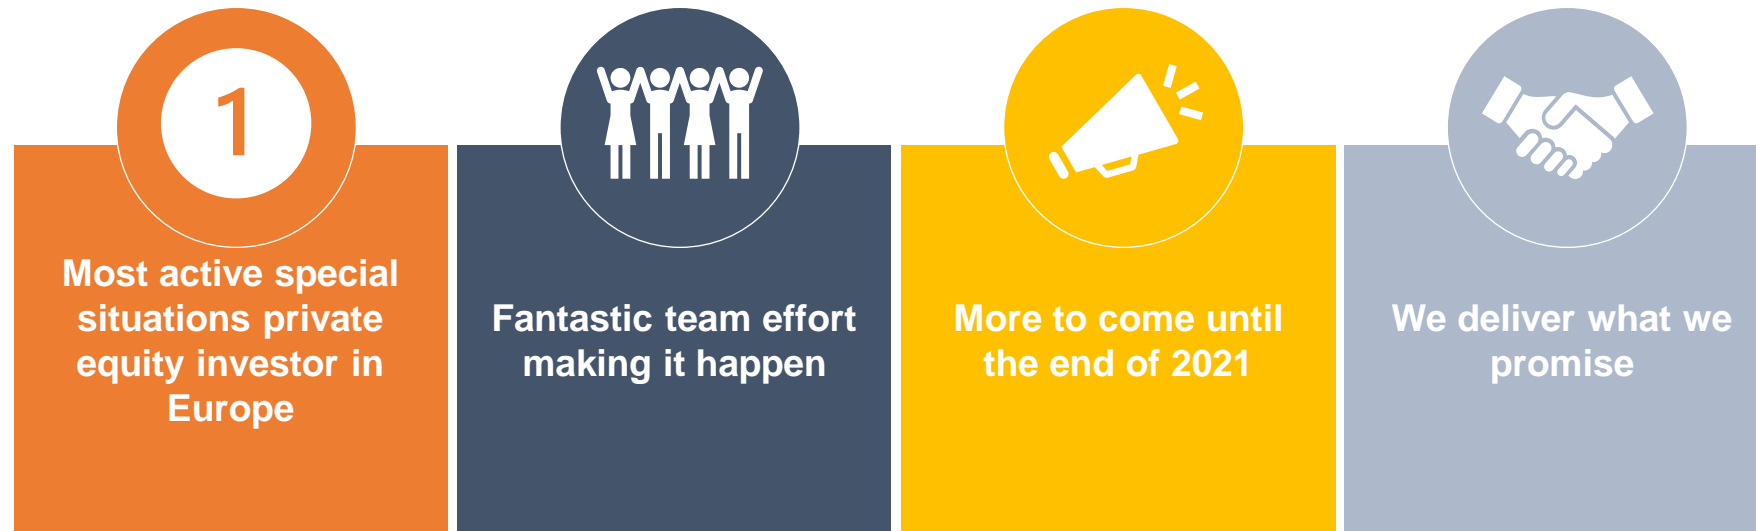 1
Most active special
situations private
equity investor in
Europe
Fantastic team effort
making it happen
More to come until
the end of 2021
We deliver what we
promise